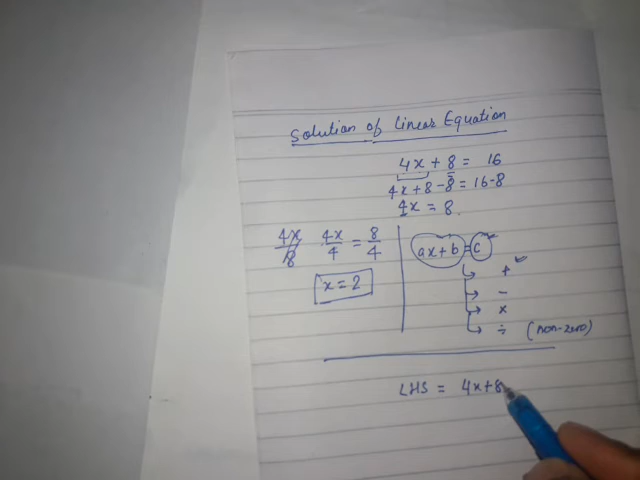 Solution of Linear Equation
4x + 8 = 16
4x+8-8 = 16-8
4x = 8.
4x/8 4x/4 = 8/4
x = 2
ax+b = c
+
-
×
÷ (non-zero)
LHS = 4x+8